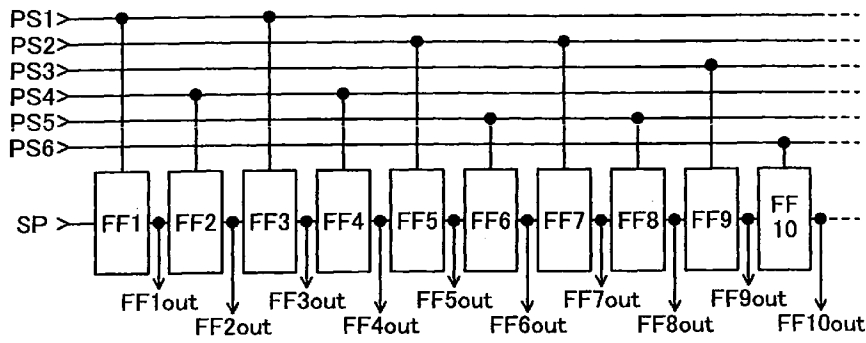 PS1
PS2
PS3
PS4
PS5
PS6
SP
FF1
FF2
FF3
FF4
FF5
FF6
FF7
FF8
FF9
FF
10
FF1out
FF2out
FF3out
FF4out
FF5out
FF6out
FF7out
FF8out
FF9out
FF10out